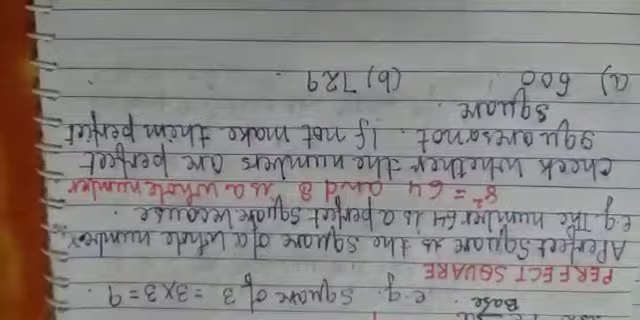 Base. e.g. square of 3 = 3×3 = 9.
PERFECT SQUARE
A Perfect Square is the square of a whole number.
e.g. The number 64 is a perfect square because.
8² = 64 and 8 is a whole number
Check whether the numbers are perfect
squares or not. If not make them perfect
square.
a) 600 (b) 729.